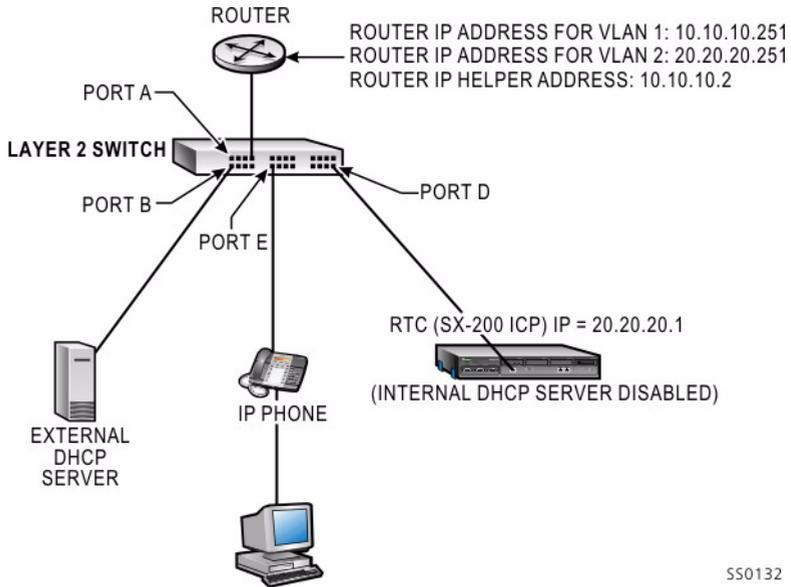 ROUTER
ROUTER IP ADDRESS FOR VLAN 1: 10.10.10.251
ROUTER IP ADDRESS FOR VLAN 2: 20.20.20.251
ROUTER IP HELPER ADDRESS: 10.10.10.2
PORT A
LAYER 2 SWITCH
PORT B
PORT E
PORT D
RTC (SX-200 ICP) IP = 20.20.20.1
(INTERNAL DHCP SERVER DISABLED)
IP PHONE
EXTERNAL
DHCP
SERVER
SS0132